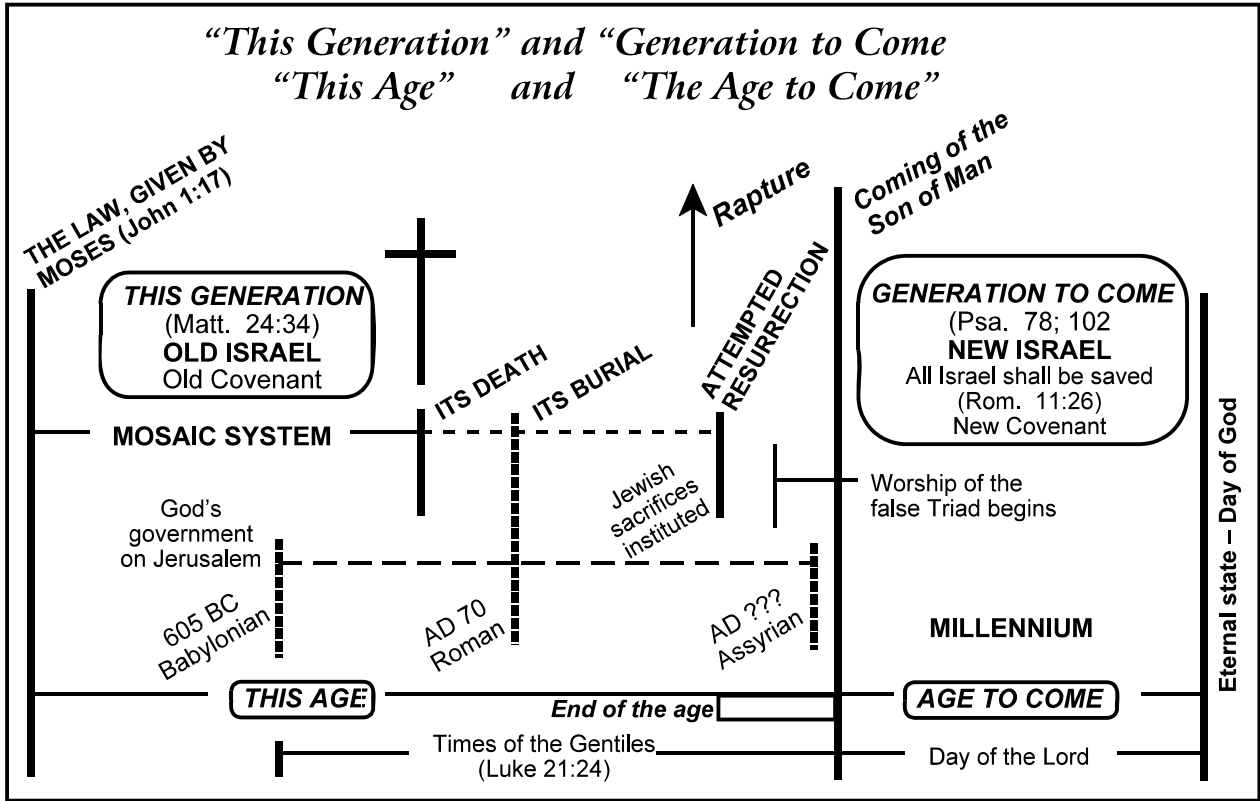 “This Generation” and “Generation to Come
“This Age” and “The Age to Come”
THE LAW, GIVEN BY
MOSES (John 1:17)
Rapture
Coming of the
Son of Man
THIS GENERATION
(Matt. 24:34)
OLD ISRAEL
Old Covenant
ITS DEATH
ITS BURIAL
ATTEMPTED
RESURRECTION
GENERATION TO COME
(Psa. 78; 102
NEW ISRAEL
All Israel shall be saved
(Rom. 11:26)
New Covenant
MOSAIC SYSTEM
God’s
government
on Jerusalem
Jewish
sacrifices
instituted
Worship of the
false Triad begins
605 BC
Babylonian
AD 70
Roman
AD ???
Assyrian
MILLENNIUM
Eternal state – Day of God
THIS AGE
End of the age
AGE TO COME
Times of the Gentiles
(Luke 21:24)
Day of the Lord